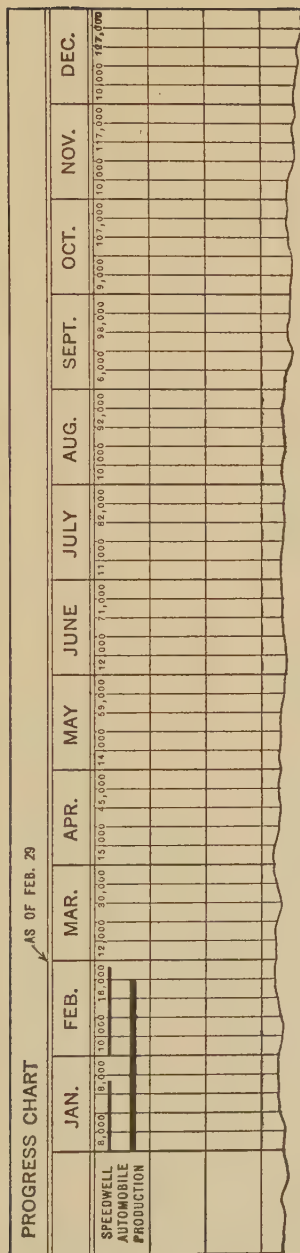 PROGRESS CHART
AS OF FEB. 29
JAN. FEB. MAR. APR. MAY JUNE JULY AUG. SEPT. OCT. NOV. DEC.
8,000 8,000 10,000 18,000 12,000 30,000 15,000 45,000 14,000 59,000 12,000 71,000 11,000 82,000 10,000 92,000 6,000 98,000 9,000 107,000 10,000 117,000 10,000 127,000
SPEEDWELL
AUTOMOBILE
PRODUCTION